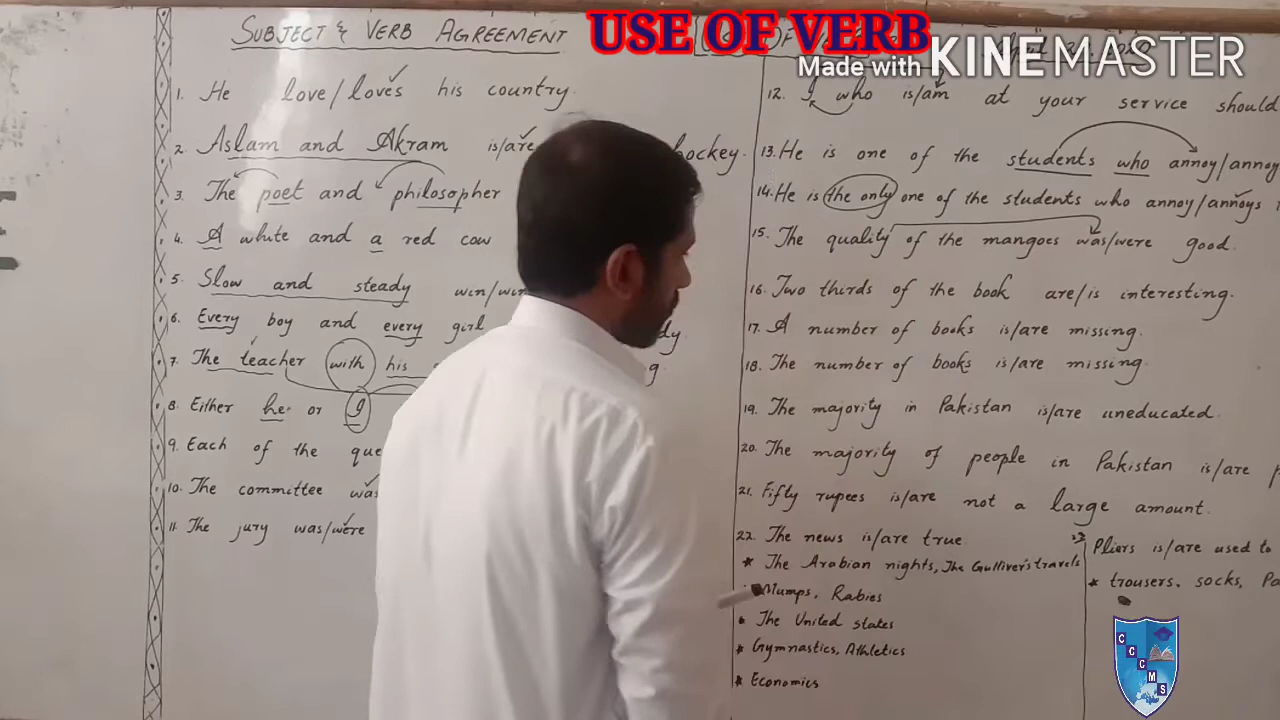 USE OF VERB
Made with KINEMASTER
SUBJECT & VERB AGREEMENT
1. He love/loves his country.
2. Aslam and Akram is/are hockey.
3. The poet and philosopher
4. A white and a red cow
5. Slow and steady win/win
6. Every boy and every girl dy.
7. The teacher with his g.
8. Either he or I
9. Each of the que
10. The committee was
11. The jury was/were
12. I who is/am at your service should
13. He is one of the students who annoy/annoy
14. He is the only one of the students who annoy/annoys
15. The quality of the mangoes was/were good.
16. Two thirds of the book are/is interesting.
17. A number of books is/are missing.
18. The number of books is/are missing.
19. The majority in Pakistan is/are uneducated.
20. The majority of people in Pakistan is/are p
21. Fifty rupees is/are not a large amount.
22. The news is/are true.
* The Arabian nights, The Gulliver's travels
Mumps, Rabies
* The United States
* Gymnastics, Athletics
* Economics
23 Pliers is/are used to
* trousers. socks, Pa
CCCMS